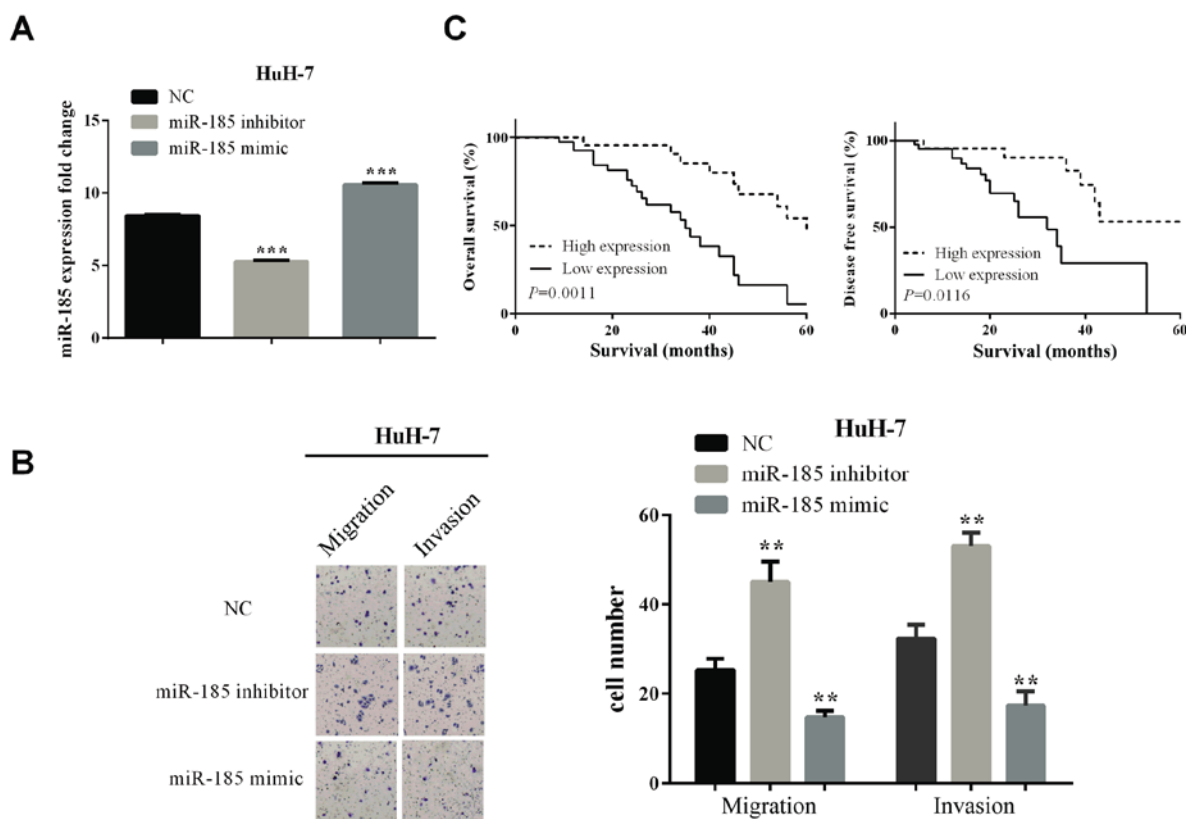 A
HuH-7
NC
miR-185 inhibitor
miR-185 mimic
miR-185 expression fold change
15
10
5
0
***
***
C
Overall survival (%)
100
50
0
High expression
Low expression
P=0.0011
0 20 40 60
Survival (months)
Disease free survival (%)
100
50
0
High expression
Low expression
P=0.0116
0 20 40 60
Survival (months)
B
HuH-7
Migration
Invasion
NC
miR-185 inhibitor
miR-185 mimic
HuH-7
NC
miR-185 inhibitor
miR-185 mimic
cell number
60
40
20
0
**
**
**
**
Migration Invasion